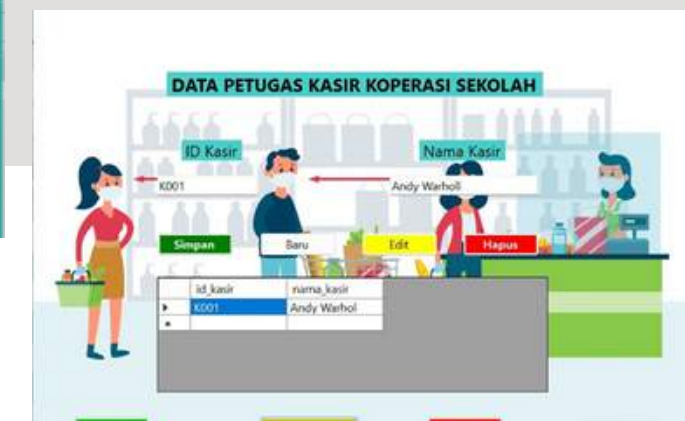 DATA PETUGAS KASIR KOPERASI SEKOLAH
ID Kasir Nama Kasir
K001 Andy Warholl
Simpan Baru Edit Hapus
id_kasir nama_kasir
K001 Andy Warhol